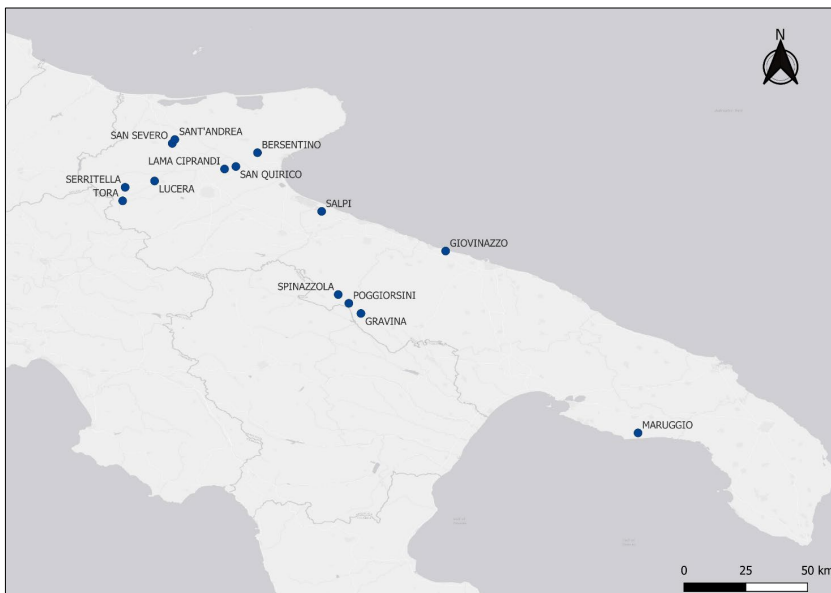 N
SAN SEVERO
SANT'ANDREA
BERSENTINO
LAMA CIPRANDI
SAN QUIRICO
SERRITELLA
LUCERA
TORA
SALPI
GIOVINAZZO
SPINAZZOLA
POGGIORSINI
GRAVINA
MARUGGIO
0 25 50 km